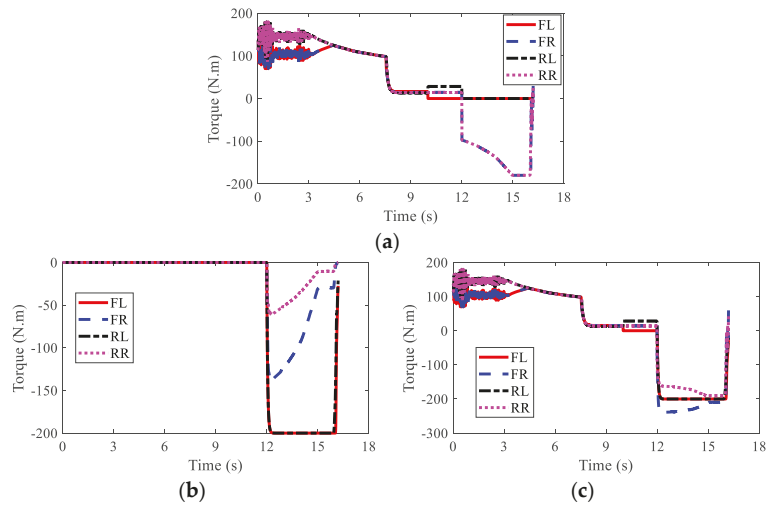 200
100
0
-100
-200
Torque (N.m)
FL
FR
RL
RR
0 3 6 9 12 15 18
Time (s)
(a)
0
-50
-100
-150
-200
Torque (N.m)
FL
FR
RL
RR
0 3 6 9 12 15 18
Time (s)
(b)
200
100
0
-100
-200
-300
Torque (N.m)
FL
FR
RL
RR
0 3 6 9 12 15 18
Time (s)
(c)